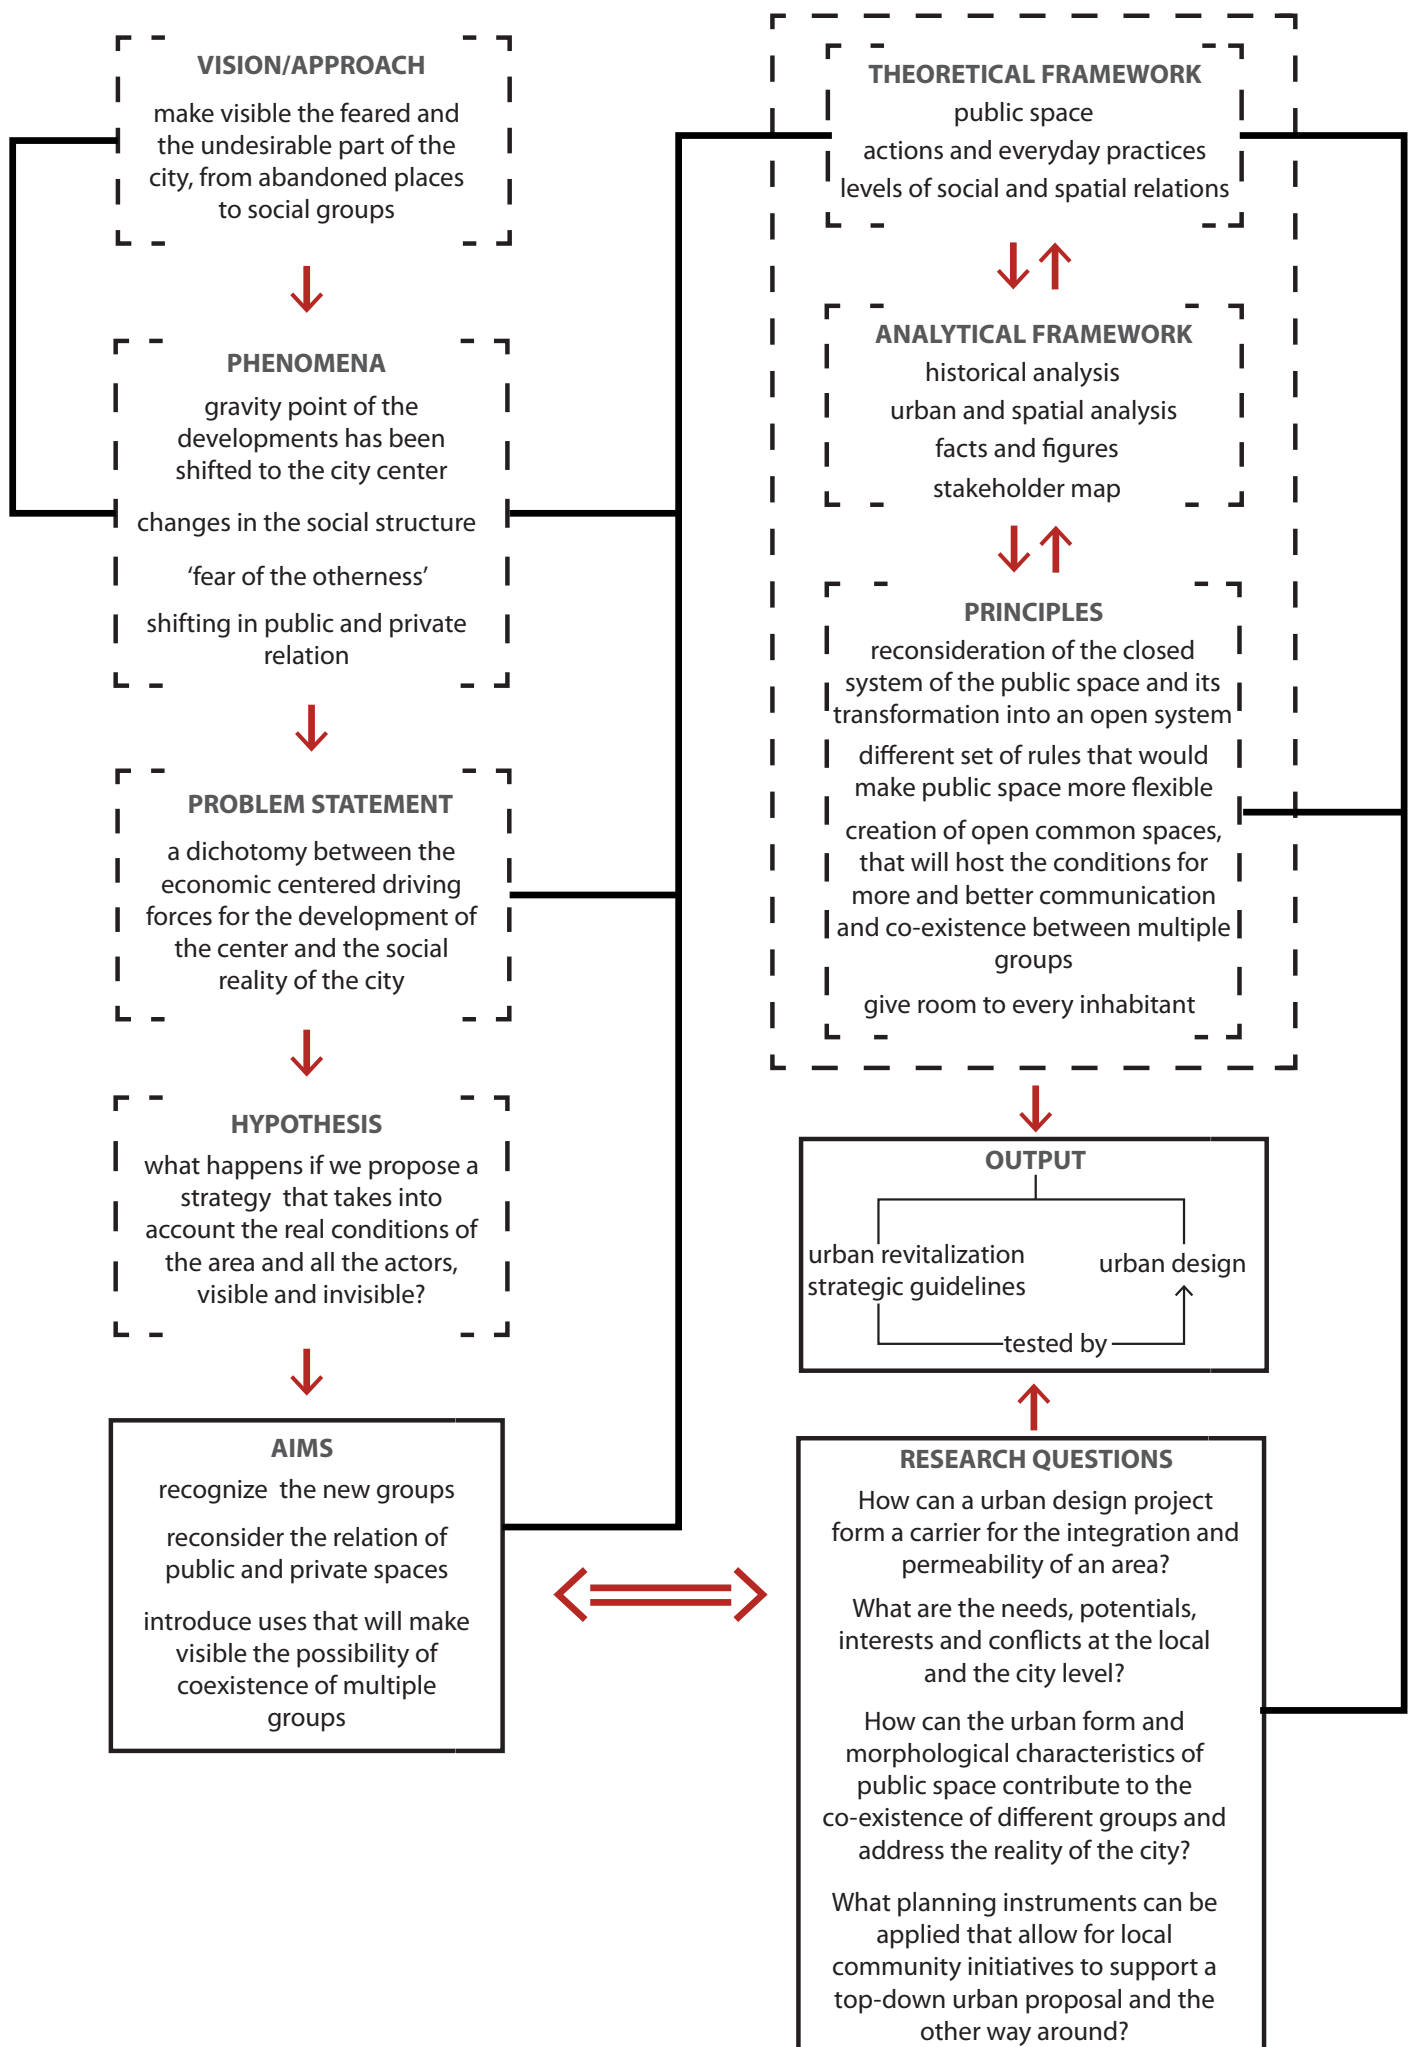 VISION/APPROACH
make visible the feared and
the undesirable part of the
city, from abandoned places
to social groups
PHENOMENA
gravity point of the
developments has been
shifted to the city center
changes in the social structure
‘fear of the otherness’
shifting in public and private
relation
PROBLEM STATEMENT
a dichotomy between the
economic centered driving
forces for the development of
the center and the social
reality of the city
HYPOTHESIS
what happens if we propose a
strategy that takes into
account the real conditions of
the area and all the actors,
visible and invisible?
AIMS
recognize the new groups
reconsider the relation of
public and private spaces
introduce uses that will make
visible the possibility of
coexistence of multiple
groups
THEORETICAL FRAMEWORK
public space
actions and everyday practices
levels of social and spatial relations
ANALYTICAL FRAMEWORK
historical analysis
urban and spatial analysis
facts and figures
stakeholder map
PRINCIPLES
reconsideration of the closed
system of the public space and its
transformation into an open system
different set of rules that would
make public space more flexible
creation of open common spaces,
that will host the conditions for
more and better communication
and co-existence between multiple
groups
give room to every inhabitant
OUTPUT
urban revitalization
strategic guidelines
urban design
tested by
RESEARCH QUESTIONS
How can a urban design project
form a carrier for the integration and
permeability of an area?
What are the needs, potentials,
interests and conflicts at the local
and the city level?
How can the urban form and
morphological characteristics of
public space contribute to the
co-existence of different groups and
address the reality of the city?
What planning instruments can be
applied that allow for local
community initiatives to support a
top-down urban proposal and the
other way around?